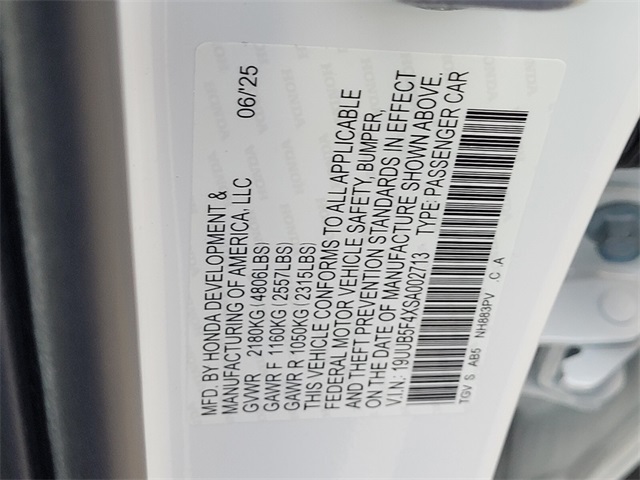 MFD. BY HONDA DEVELOPMENT &
MANUFACTURING OF AMERICA, LLC 06/'25
GVWR 2180KG(4806LBS)
GAWR F 1160KG(2557LBS)
GAWR R 1050KG(2315LBS)
THIS VEHICLE CONFORMS TO ALL APPLICABLE
FEDERAL MOTOR VEHICLE SAFETY, BUMPER,
AND THEFT PREVENTION STANDARDS IN EFFECT
ON THE DATE OF MANUFACTURE SHOWN ABOVE.
V.I.N.: 19UUB5F4XSA002713 TYPE: PASSENGER CAR
TGV S AB5 NH883PV .C A